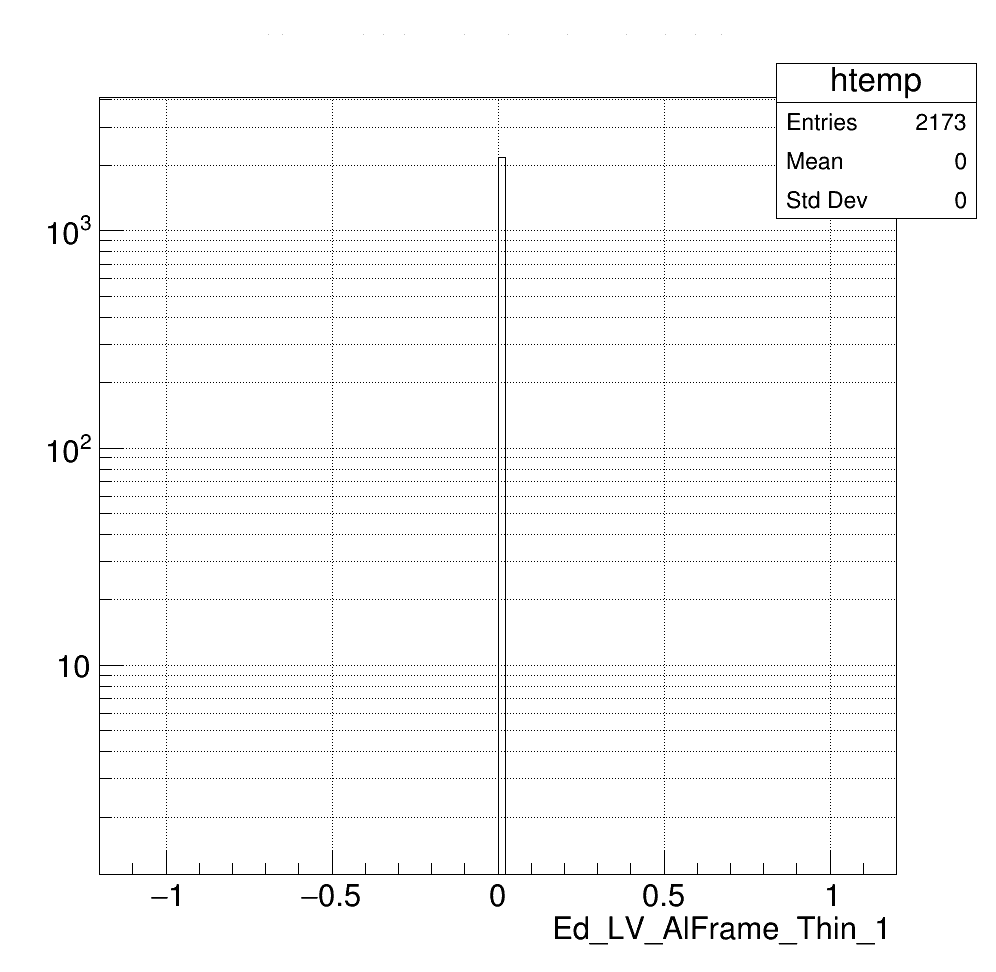 htemp
Entries 2173
Mean 0
Std Dev 0
10³
10²
10
−1 −0.5 0 0.5 1
Ed_LV_AlFrame_Thin_1